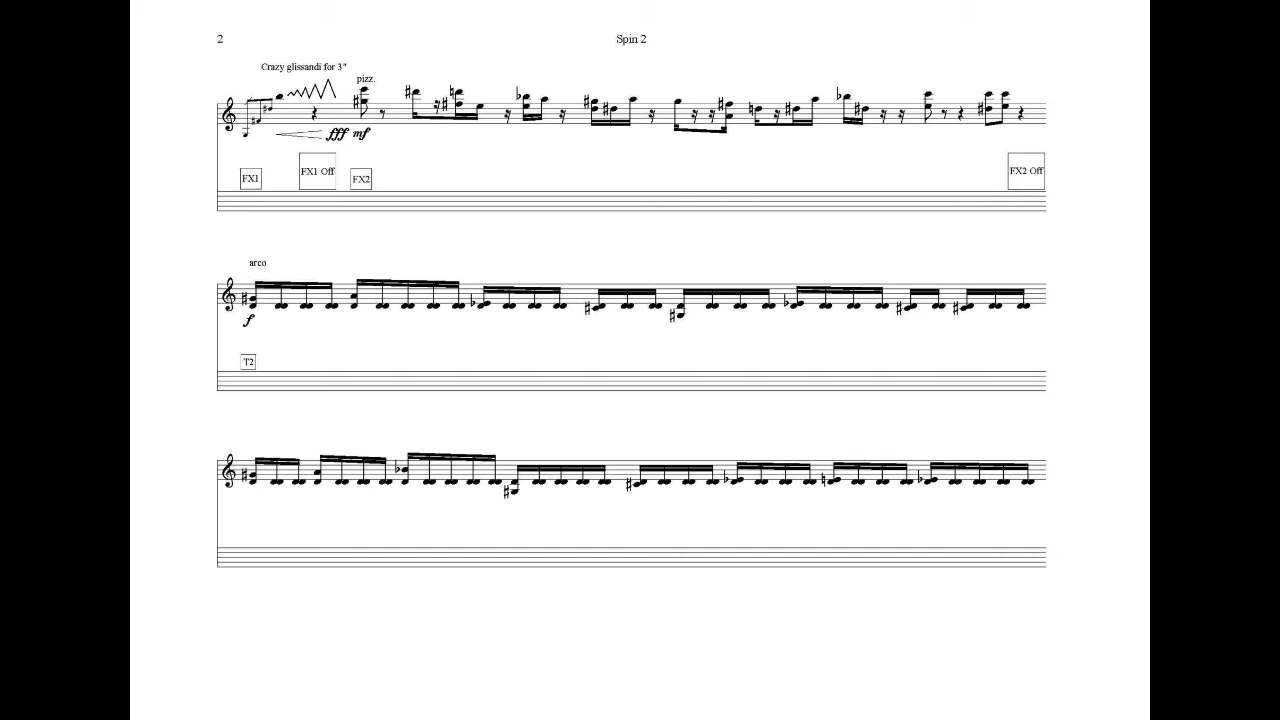 2
Spin 2
Crazy glissandi for 3"
pizz.
fff mf
FX1
FX1 Off
FX2
FX2 Off
arco
f
T2